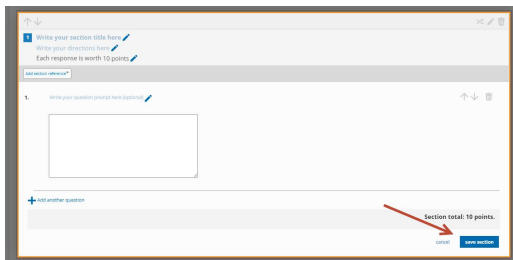 1 Write your section title here
Write your directions here
Each response is worth 10 points
Add section reference*
1. Write your question prompt here (optional)
Add another question
Section total: 10 points.
cancel save section